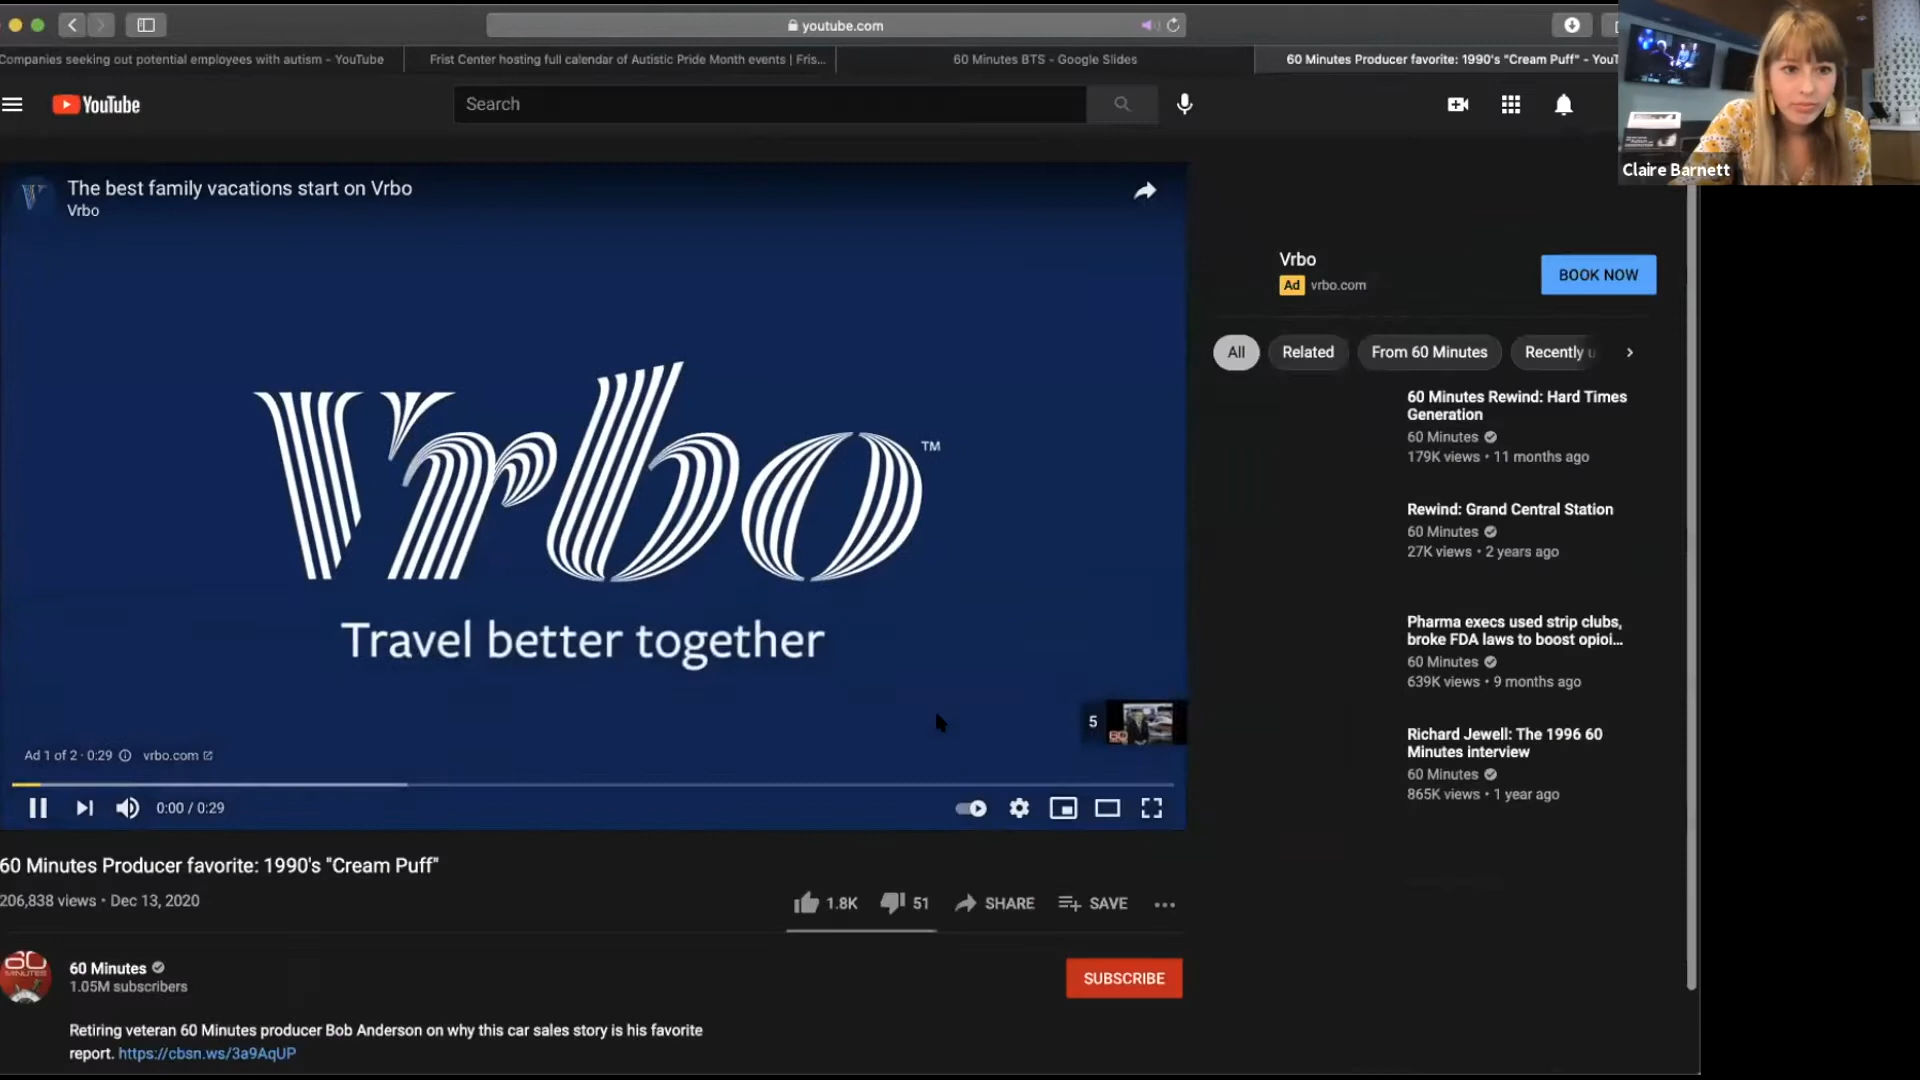 youtube.com
Companies seeking out potential employees with autism - YouTube
Frist Center hosting full calendar of Autistic Pride Month events | Fris...
60 Minutes BTS - Google Slides
60 Minutes Producer favorite: 1990's "Cream Puff" - YouT
YouTube
Search
Claire Barnett
The best family vacations start on Vrbo
Vrbo
Vrbo™
Travel better together
5
Ad 1 of 2 · 0:29 vrbo.com
0:00 / 0:29
Vrbo
Ad vrbo.com
BOOK NOW
All Related From 60 Minutes Recently u
60 Minutes Rewind: Hard Times
Generation
60 Minutes
179K views • 11 months ago
Rewind: Grand Central Station
60 Minutes
27K views • 2 years ago
Pharma execs used strip clubs,
broke FDA laws to boost opioi...
60 Minutes
639K views • 9 months ago
Richard Jewell: The 1996 60
Minutes interview
60 Minutes
865K views • 1 year ago
60 Minutes Producer favorite: 1990's "Cream Puff"
206,838 views • Dec 13, 2020
1.8K 51 SHARE SAVE
60 MINUTES
60 Minutes
1.05M subscribers
SUBSCRIBE
Retiring veteran 60 Minutes producer Bob Anderson on why this car sales story is his favorite
report. https://cbsn.ws/3a9AqUP